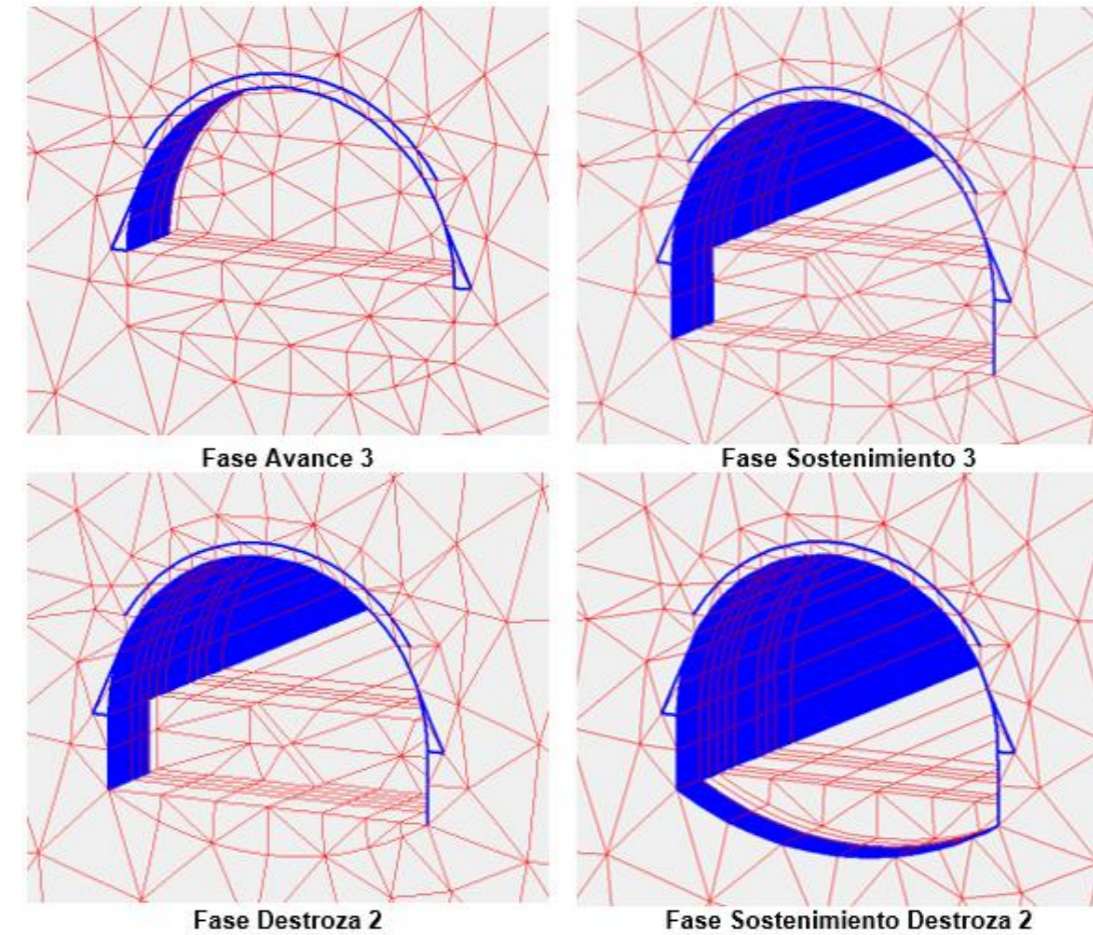 Fase Avance 3
Fase Sostenimiento 3
Fase Destroza 2
Fase Sostenimiento Destroza 2